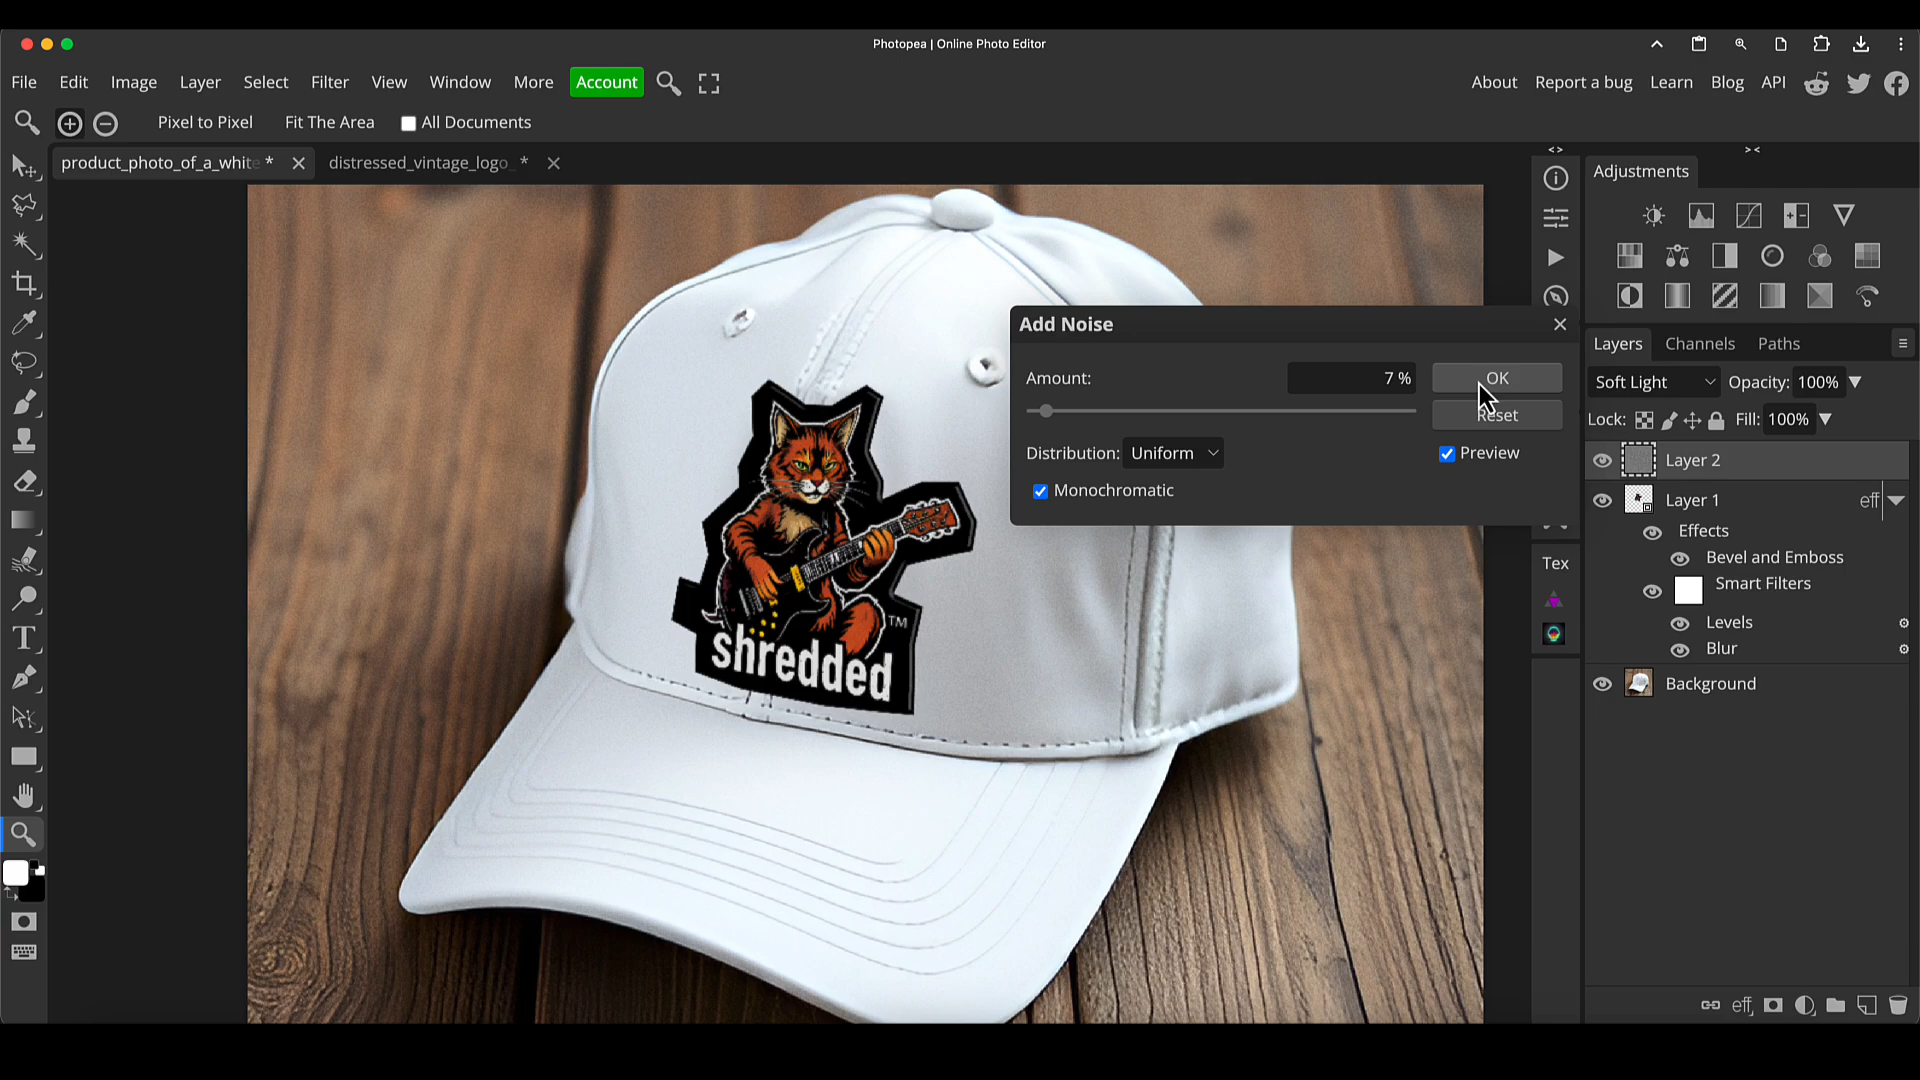 Photopea | Online Photo Editor
File Edit Image Layer Select Filter View Window More Account About Report a bug Learn Blog API
Pixel to Pixel Fit The Area All Documents
product_photo_of_a_white * distressed_vintage_logo_ *
Adjustments
Add Noise
Amount: 7 % OK
Reset
Distribution: Uniform Preview
Monochromatic
Layers Channels Paths
Soft Light Opacity: 100%
Lock: Fill: 100%
Layer 2
Layer 1 eff
Effects
Bevel and Emboss
Smart Filters
Levels
Blur
Background
Tex
TM
shredded
eff